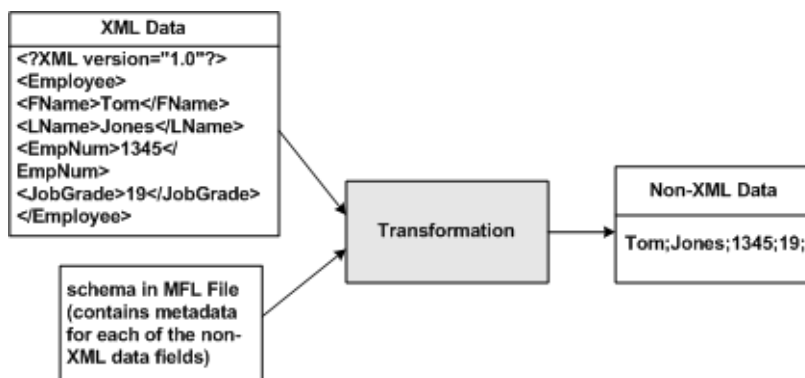 XML Data
<?XML version="1.0"?>
<Employee>
<FName>Tom</FName>
<LName>Jones</LName>
<EmpNum>1345</
EmpNum>
<JobGrade>19</JobGrade>
</Employee>
schema in MFL File
(contains metadata
for each of the non-
XML data fields)
Transformation
Non-XML Data
Tom;Jones;1345;19;